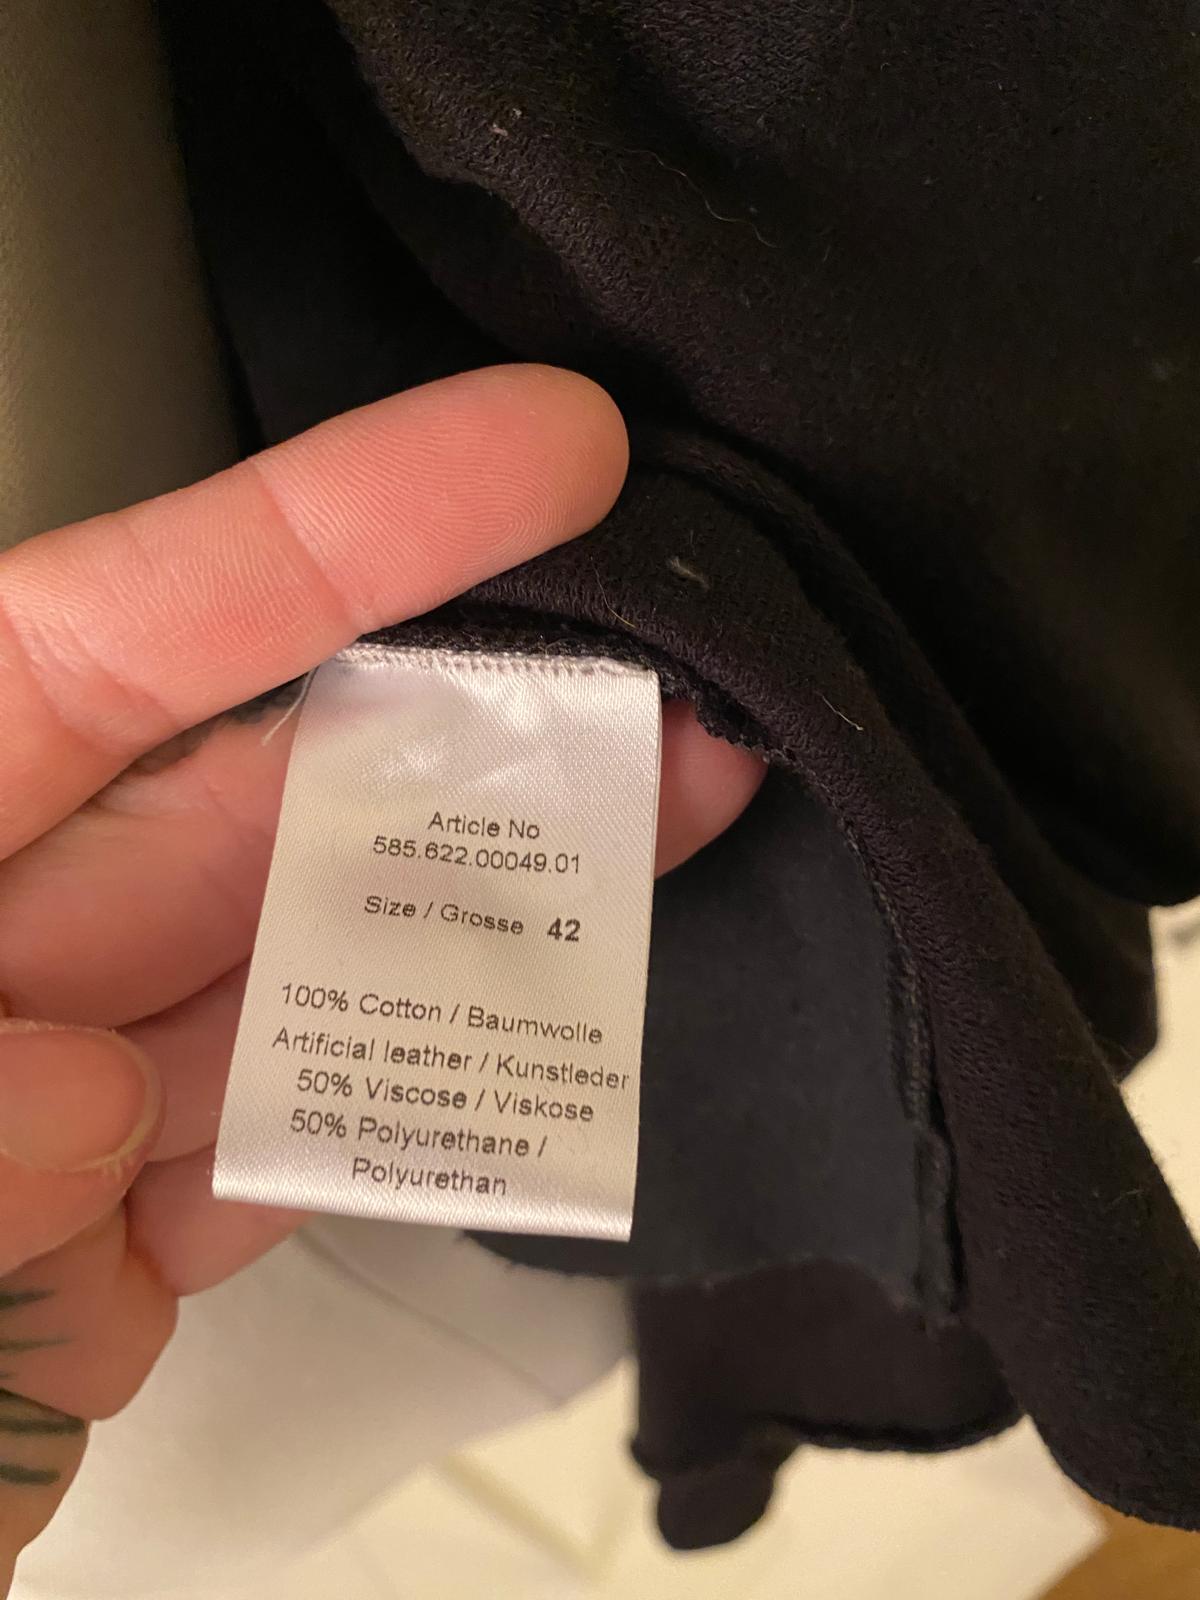 Article No
585.622.00049.01
Size / Grosse 42
100% Cotton / Baumwolle
Artificial leather / Kunstleder
50% Viscose / Viskose
50% Polyurethane /
Polyurethan